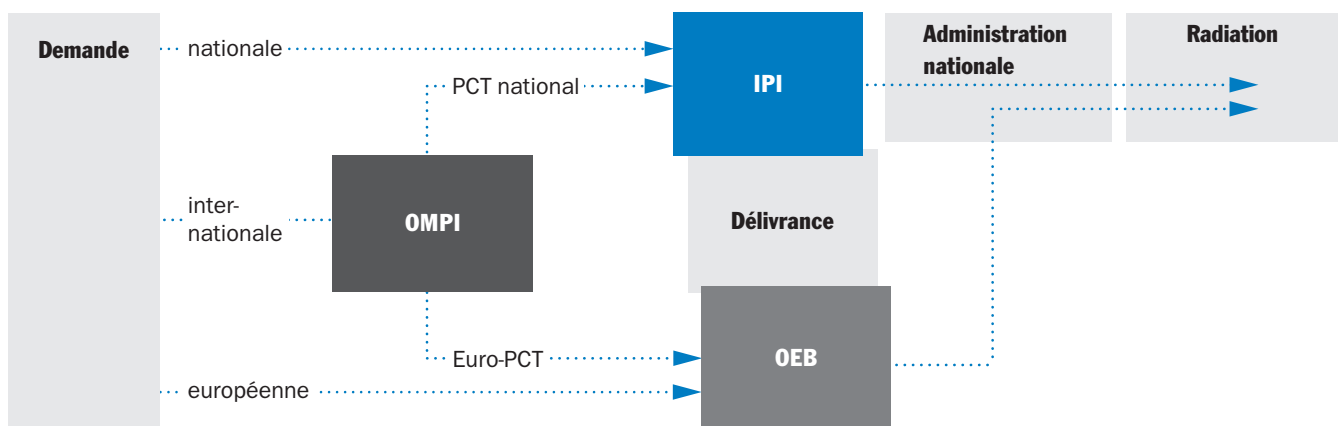 Demande
nationale
PCT national
IPI
Administration
nationale
Radiation
inter-
nationale
OMPI
Délivrance
Euro-PCT
OEB
européenne